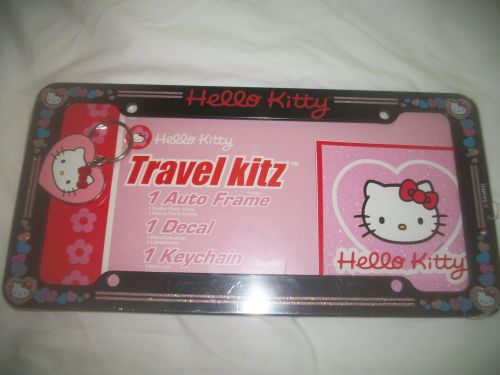 Hello Kitty
Hello Kitty
Travel kitz
1 Auto Frame
1 Decal
1 Keychain
Hello Kitty